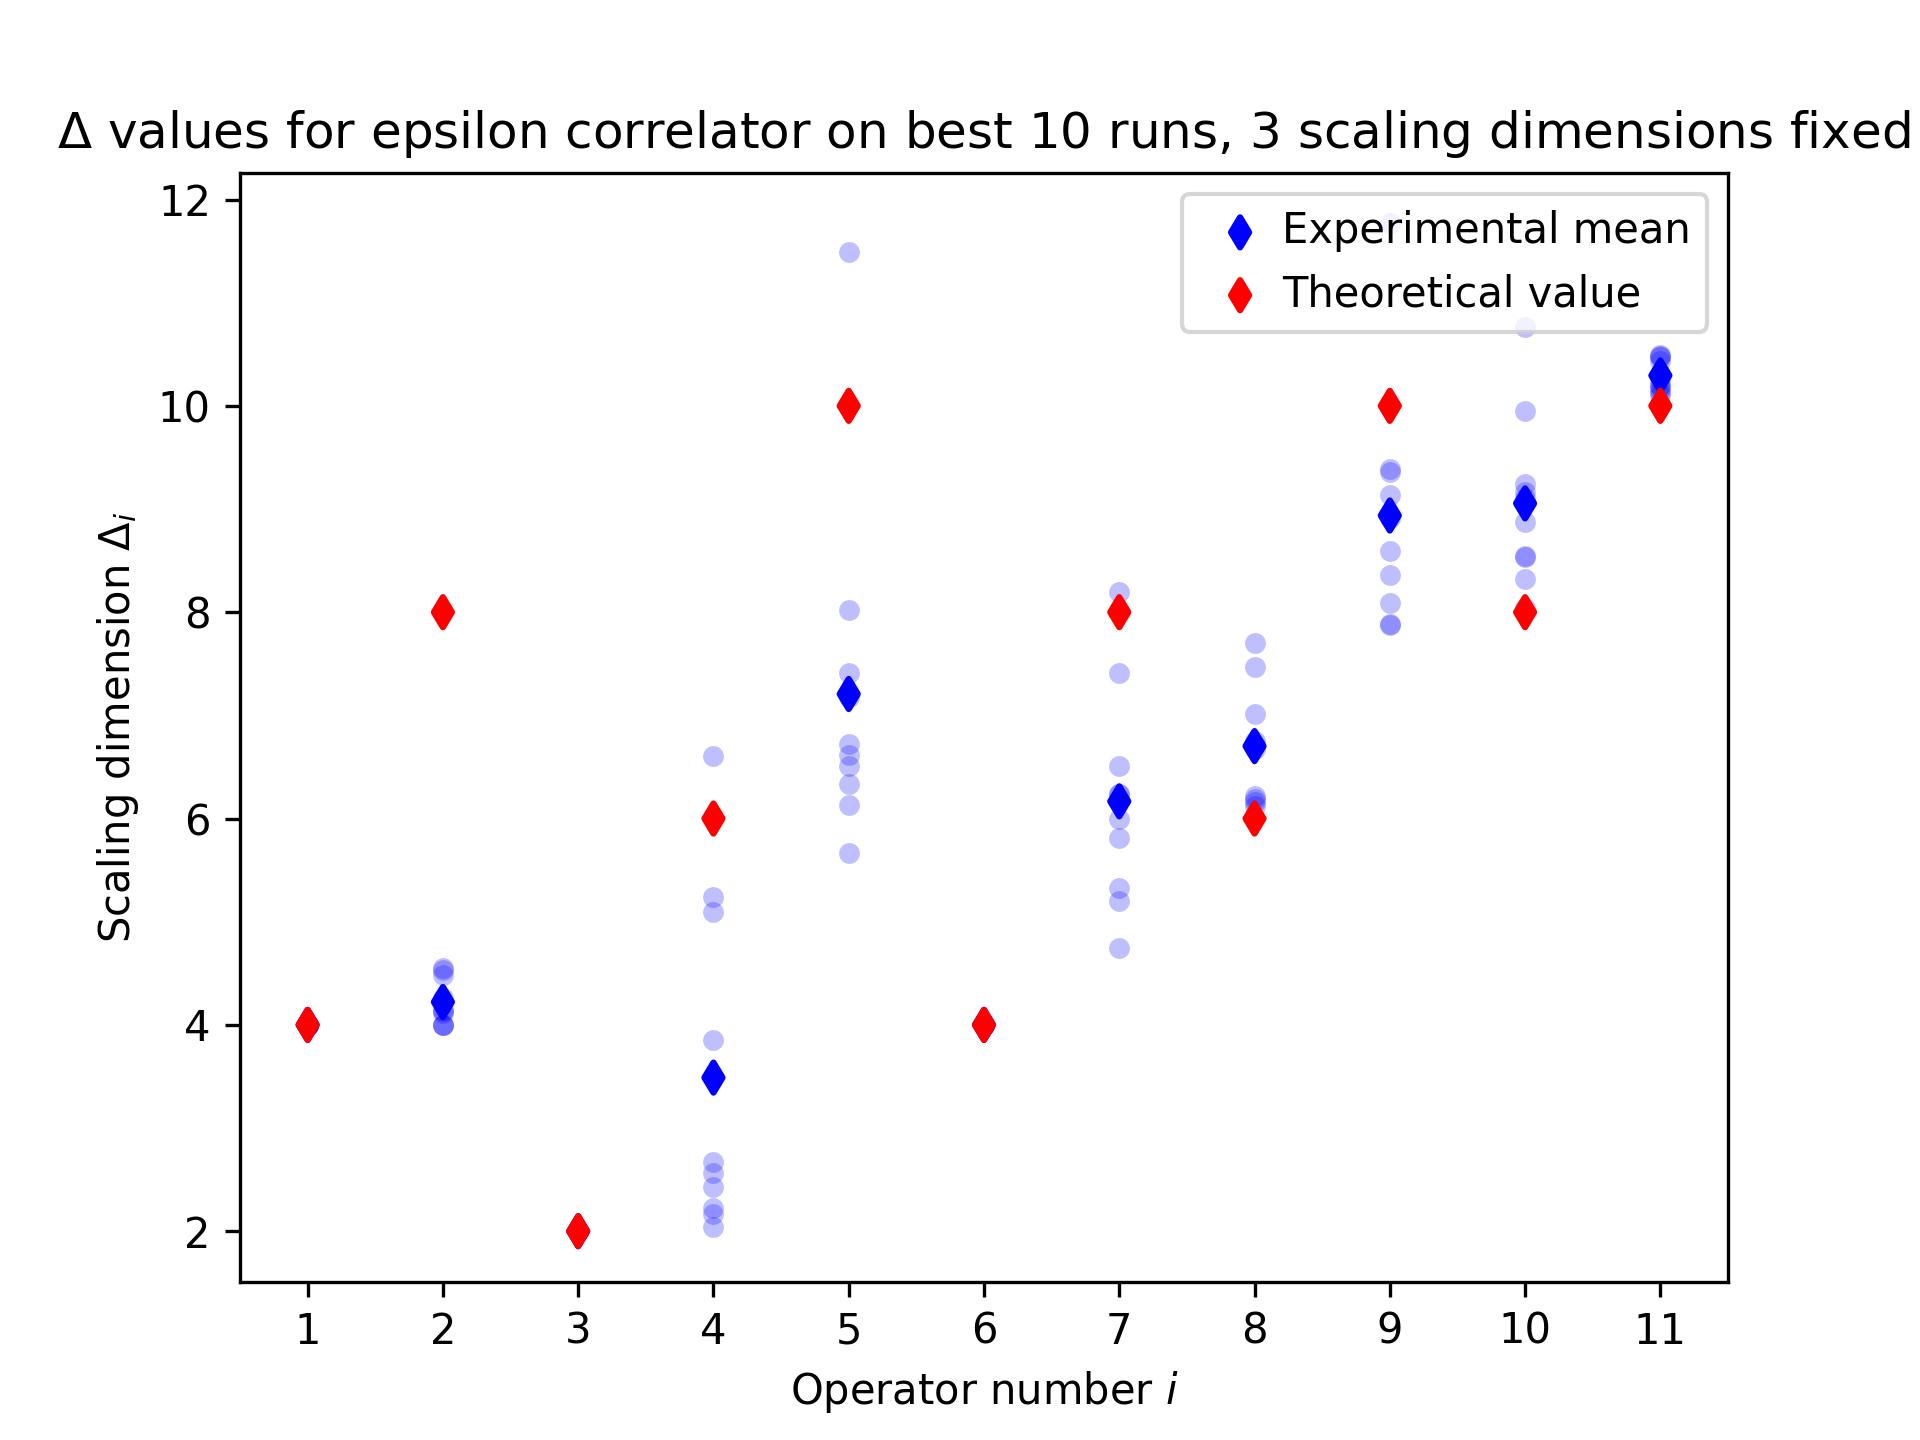 Δ values for epsilon correlator on best 10 runs, 3 scaling dimensions fixed
12
10
8
6
4
2
Scaling dimension Δᵢ
Experimental mean
Theoretical value
1 2 3 4 5 6 7 8 9 10 11
Operator number i